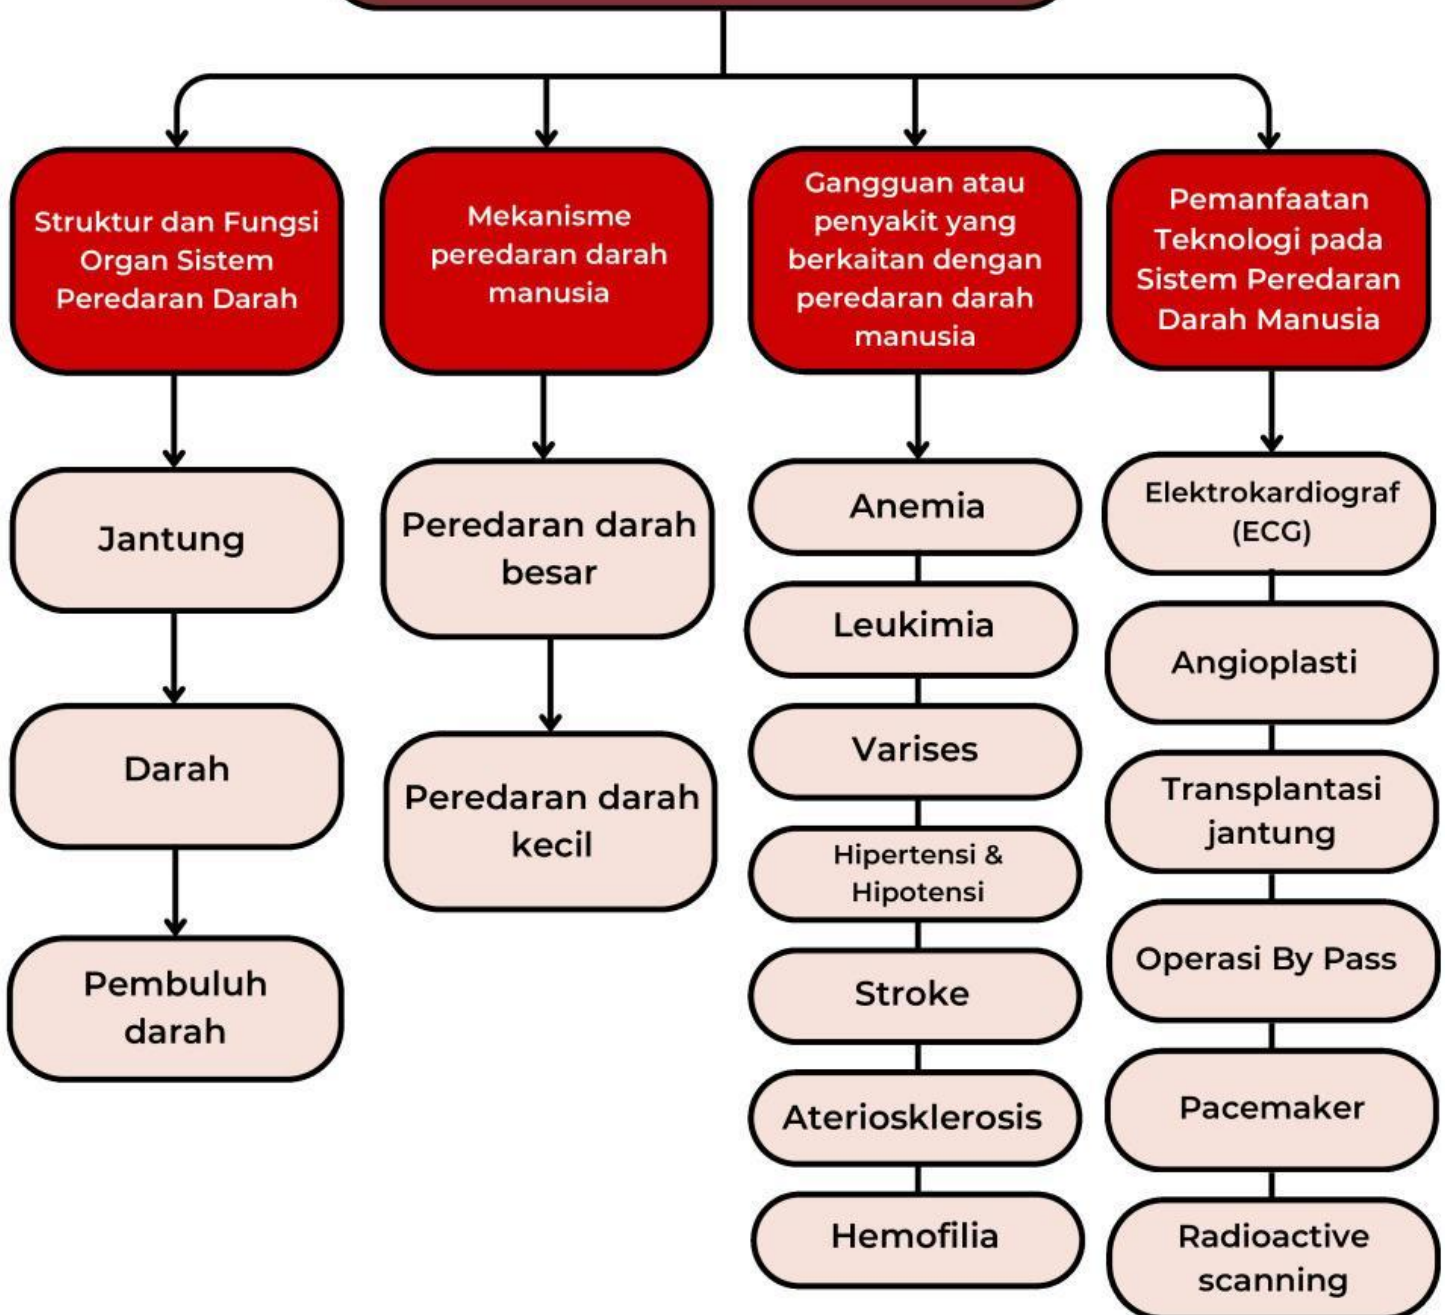 Struktur dan Fungsi
Organ Sistem
Peredaran Darah
Jantung
Darah
Pembuluh
darah
Mekanisme
peredaran darah
manusia
Peredaran darah
besar
Peredaran darah
kecil
Gangguan atau
penyakit yang
berkaitan dengan
peredaran darah
manusia
Anemia
Leukimia
Varises
Hipertensi &
Hipotensi
Stroke
Ateriosklerosis
Hemofilia
Pemanfaatan
Teknologi pada
Sistem Peredaran
Darah Manusia
Elektrokardiograf
(ECG)
Angioplasti
Transplantasi
jantung
Operasi By Pass
Pacemaker
Radioactive
scanning